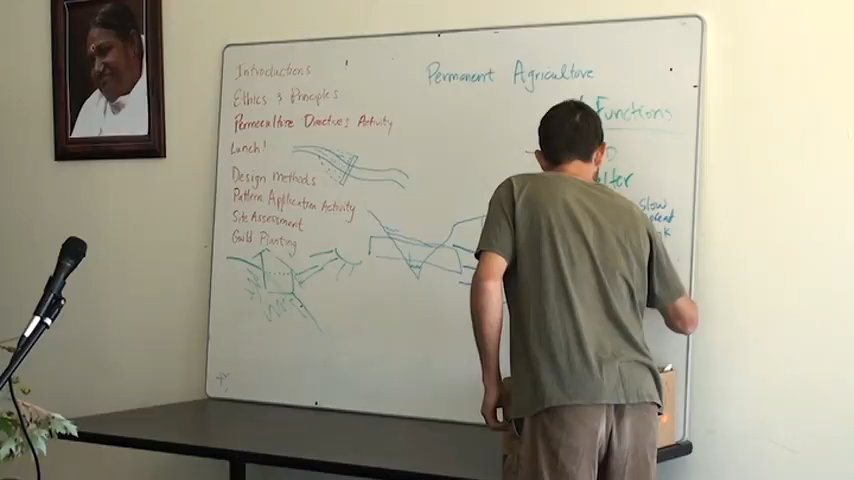 Introductions
Ethics & Principles
Permaculture Directives Activity
Lunch!
Design methods
Pattern Application Activity
Site Assessment
Guild Planting
Permanent Agriculture
Functions
slow